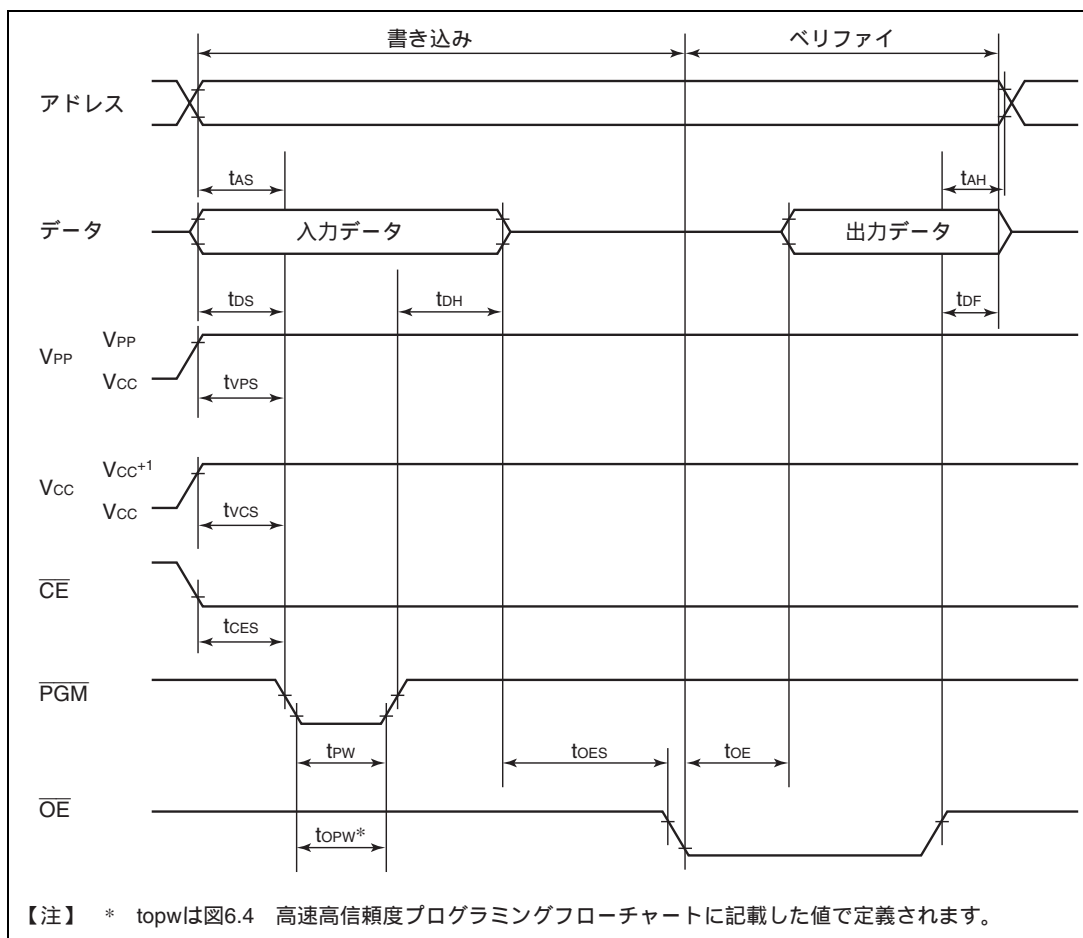 書き込み ベリファイ
アドレス
tAS tAH
データ 入力データ 出力データ
tDS tDH tDF
VPP VPP
VCC
tVPS
VCC VCC+1
VCC
tVCS
CE
tCES
PGM
tPW tOES tOE
OE
tOPW*
【注】 * topwは図6.4 高速高信頼度プログラミングフローチャートに記載した値で定義されます。